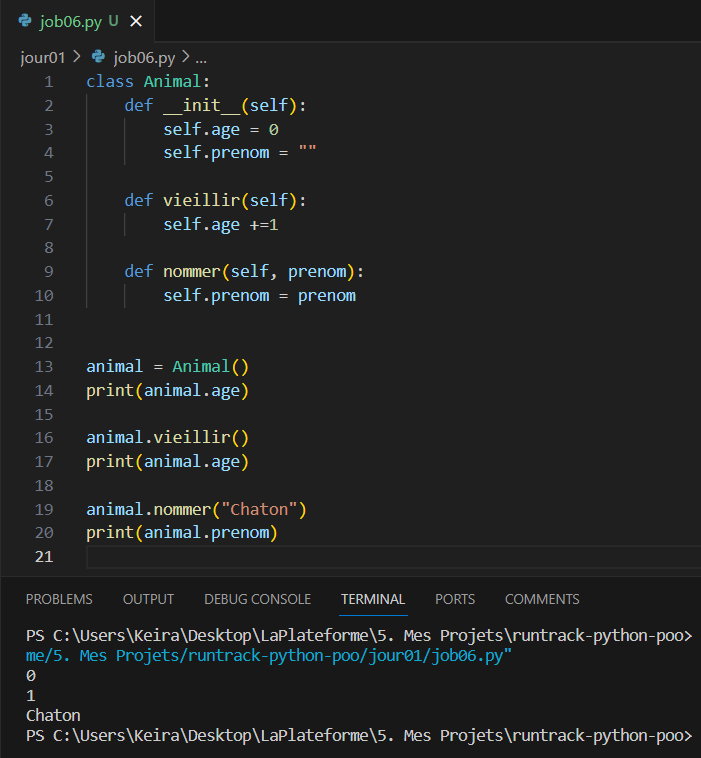 job06.py U ×
jour01 > job06.py > ...
1 class Animal:
2     def __init__(self):
3         self.age = 0
4         self.prenom = ""
5
6     def vieillir(self):
7         self.age +=1
8
9     def nommer(self, prenom):
10         self.prenom = prenom
11
12
13 animal = Animal()
14 print(animal.age)
15
16 animal.vieillir()
17 print(animal.age)
18
19 animal.nommer("Chaton")
20 print(animal.prenom)
21
PROBLEMS OUTPUT DEBUG CONSOLE TERMINAL PORTS COMMENTS
PS C:\Users\Keira\Desktop\LaPlateforme\5. Mes Projets\runtrack-python-poo>
me/5. Mes Projets/runtrack-python-poo/jour01/job06.py"
0
1
Chaton
PS C:\Users\Keira\Desktop\LaPlateforme\5. Mes Projets\runtrack-python-poo>